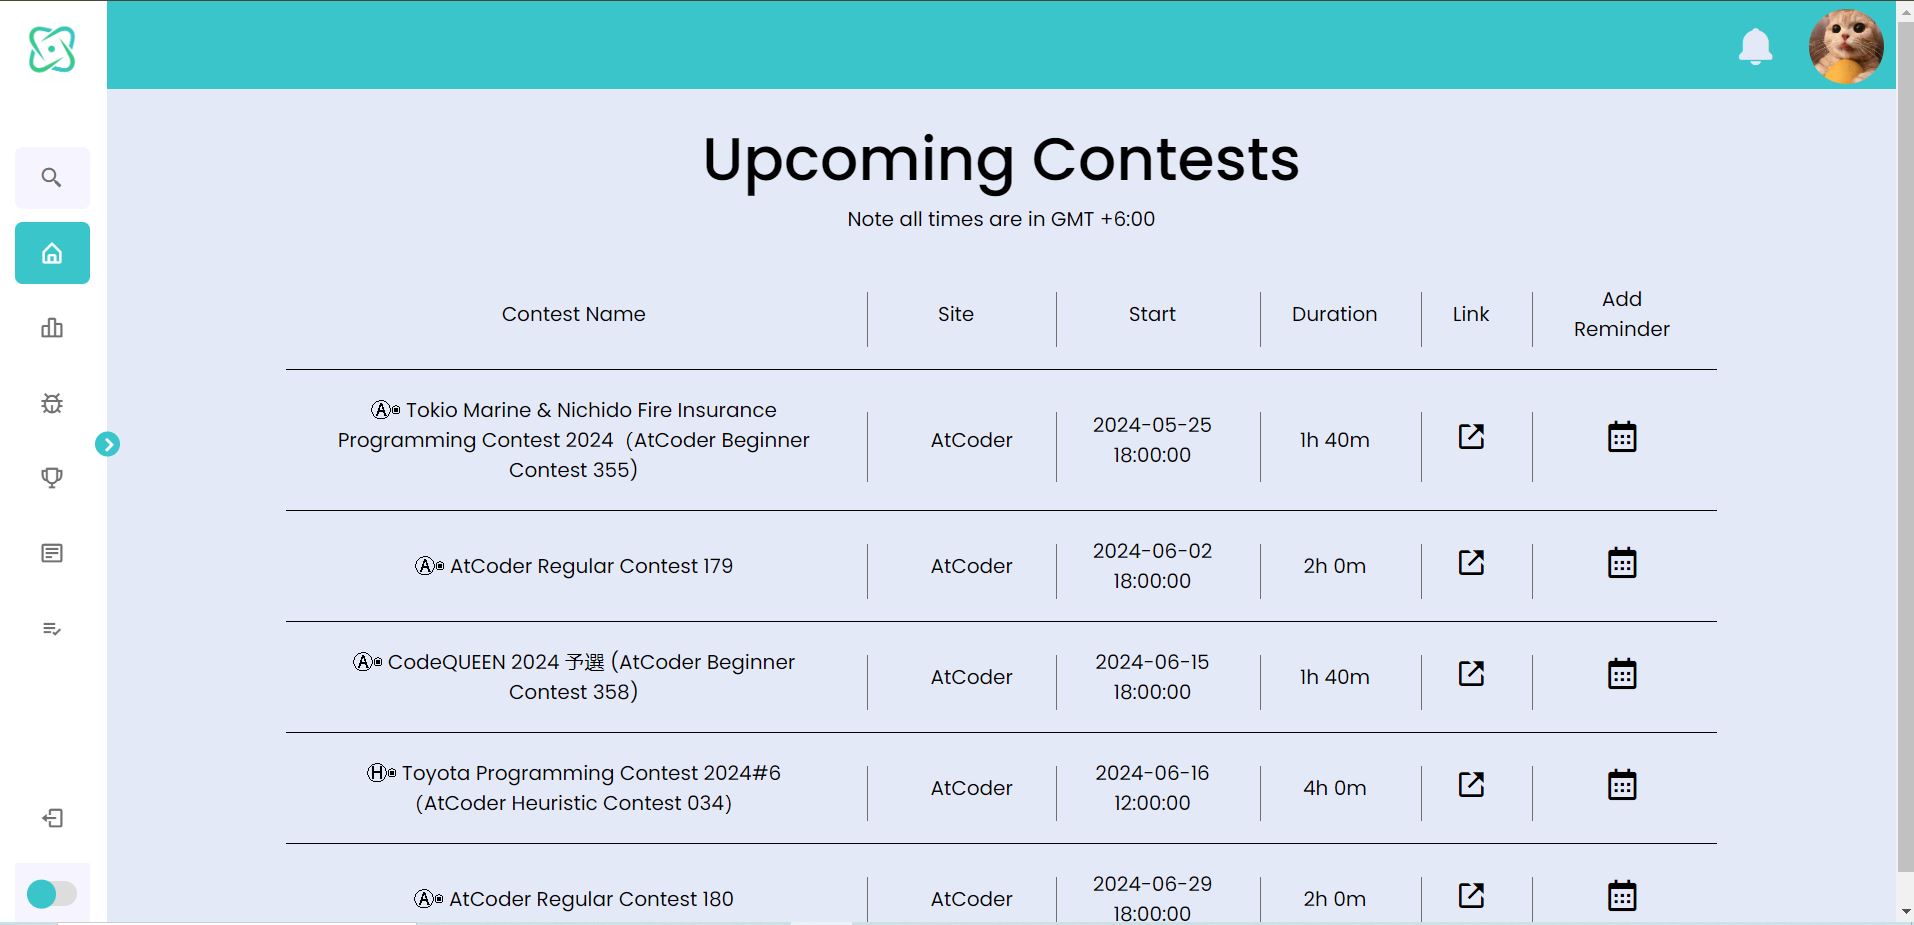 Upcoming Contests
Note all times are in GMT +6:00
Contest Name
Site
Start
Duration
Link
Add
Reminder
Ⓐ Tokio Marine & Nichido Fire Insurance
Programming Contest 2024（AtCoder Beginner
Contest 355）
AtCoder
2024-05-25
18:00:00
1h 40m
Ⓐ AtCoder Regular Contest 179
AtCoder
2024-06-02
18:00:00
2h 0m
Ⓐ CodeQUEEN 2024 予選 (AtCoder Beginner
Contest 358)
AtCoder
2024-06-15
18:00:00
1h 40m
Ⓗ Toyota Programming Contest 2024#6
(AtCoder Heuristic Contest 034)
AtCoder
2024-06-16
12:00:00
4h 0m
Ⓐ AtCoder Regular Contest 180
AtCoder
2024-06-29
18:00:00
2h 0m